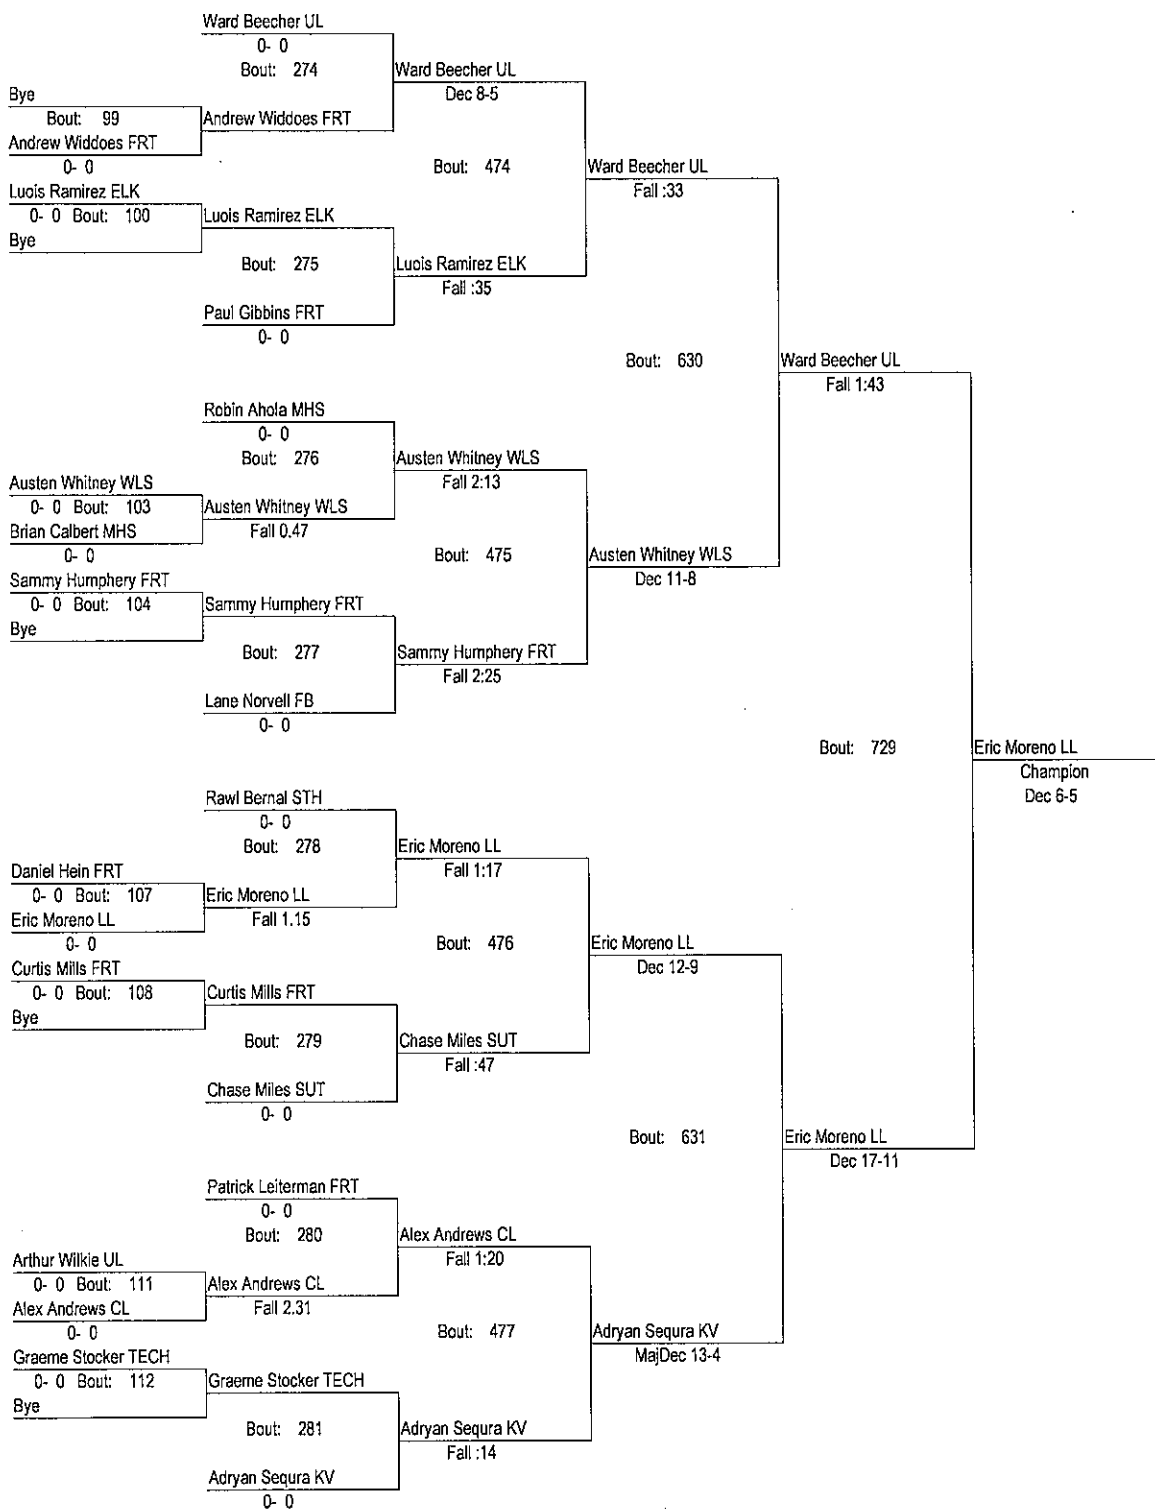 Ward Beecher UL
0- 0
Bout: 274
Ward Beecher UL
Dec 8-5
Bye
Bout: 99
Andrew Widdoes FRT
Andrew Widdoes FRT
0- 0
Bout: 474
Ward Beecher UL
Fall :33
Luois Ramirez ELK
0- 0 Bout: 100
Luois Ramirez ELK
Bye
Bout: 275
Luois Ramirez ELK
Fall :35
Paul Gibbins FRT
0- 0
Bout: 630
Ward Beecher UL
Fall 1:43
Robin Ahola MHS
0- 0
Bout: 276
Austen Whitney WLS
Fall 2:13
Austen Whitney WLS
0- 0 Bout: 103
Austen Whitney WLS
Fall 0.47
Brian Calbert MHS
0- 0
Bout: 475
Austen Whitney WLS
Dec 11-8
Sammy Humphery FRT
0- 0 Bout: 104
Sammy Humphery FRT
Bye
Bout: 277
Sammy Humphery FRT
Fall 2:25
Lane Norvell FB
0- 0
Bout: 729
Eric Moreno LL
Champion
Dec 6-5
Rawl Bernal STH
0- 0
Bout: 278
Eric Moreno LL
Fall 1:17
Daniel Hein FRT
0- 0 Bout: 107
Eric Moreno LL
Fall 1.15
Eric Moreno LL
0- 0
Bout: 476
Eric Moreno LL
Dec 12-9
Curtis Mills FRT
0- 0 Bout: 108
Curtis Mills FRT
Bye
Bout: 279
Chase Miles SUT
Fall :47
Chase Miles SUT
0- 0
Bout: 631
Eric Moreno LL
Dec 17-11
Patrick Leiterman FRT
0- 0
Bout: 280
Alex Andrews CL
Fall 1:20
Arthur Wilkie UL
0- 0 Bout: 111
Alex Andrews CL
Fall 2.31
Alex Andrews CL
0- 0
Bout: 477
Adryan Sequra KV
MajDec 13-4
Graeme Stocker TECH
0- 0 Bout: 112
Graeme Stocker TECH
Bye
Bout: 281
Adryan Sequra KV
Fall :14
Adryan Sequra KV
0- 0